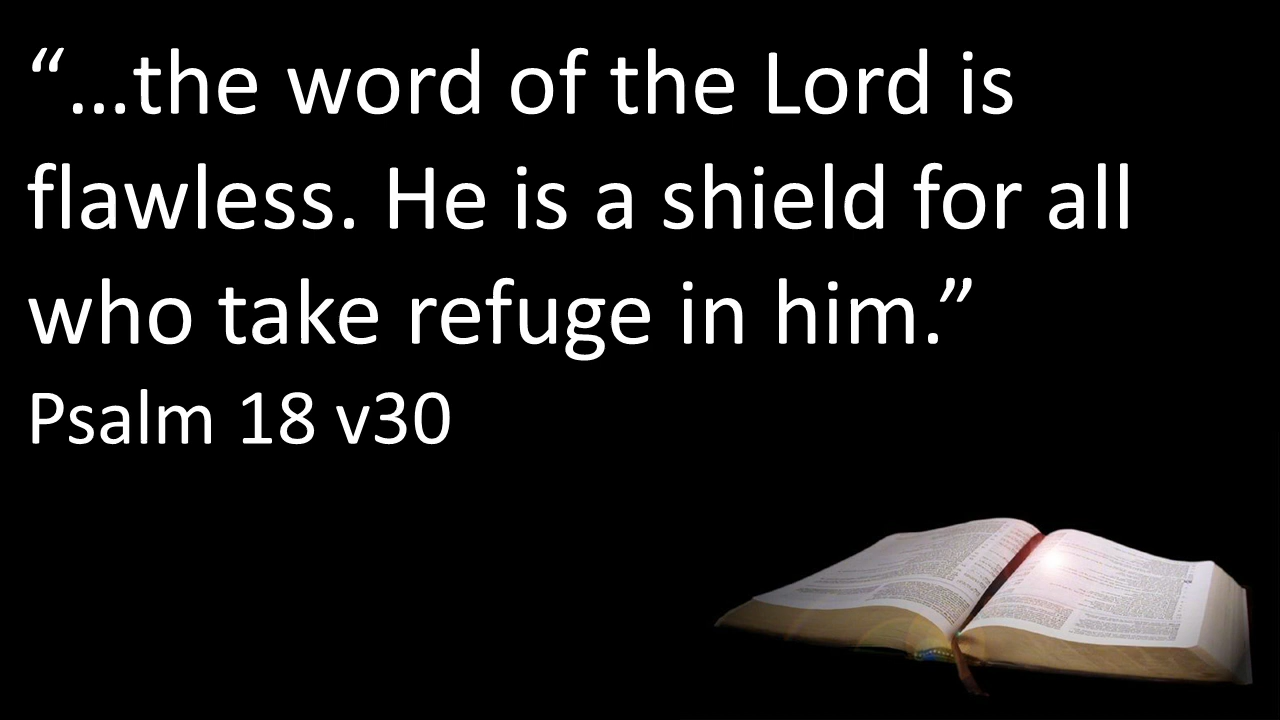 “…the word of the Lord is
flawless. He is a shield for all
who take refuge in him.”
Psalm 18 v30